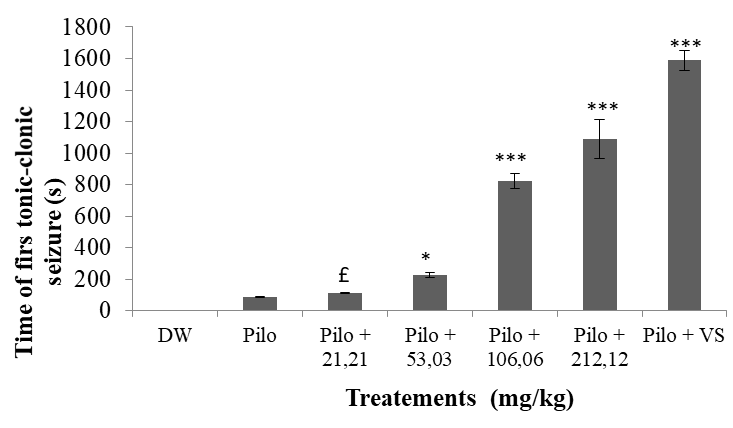 Time of firs tonic-clonic
seizure (s)
1800
1600
1400
1200
1000
800
600
400
200
0
£
*
***
***
***
DW
Pilo
Pilo +
21,21
Pilo +
53,03
Pilo +
106,06
Pilo +
212,12
Pilo + VS
Treatements (mg/kg)